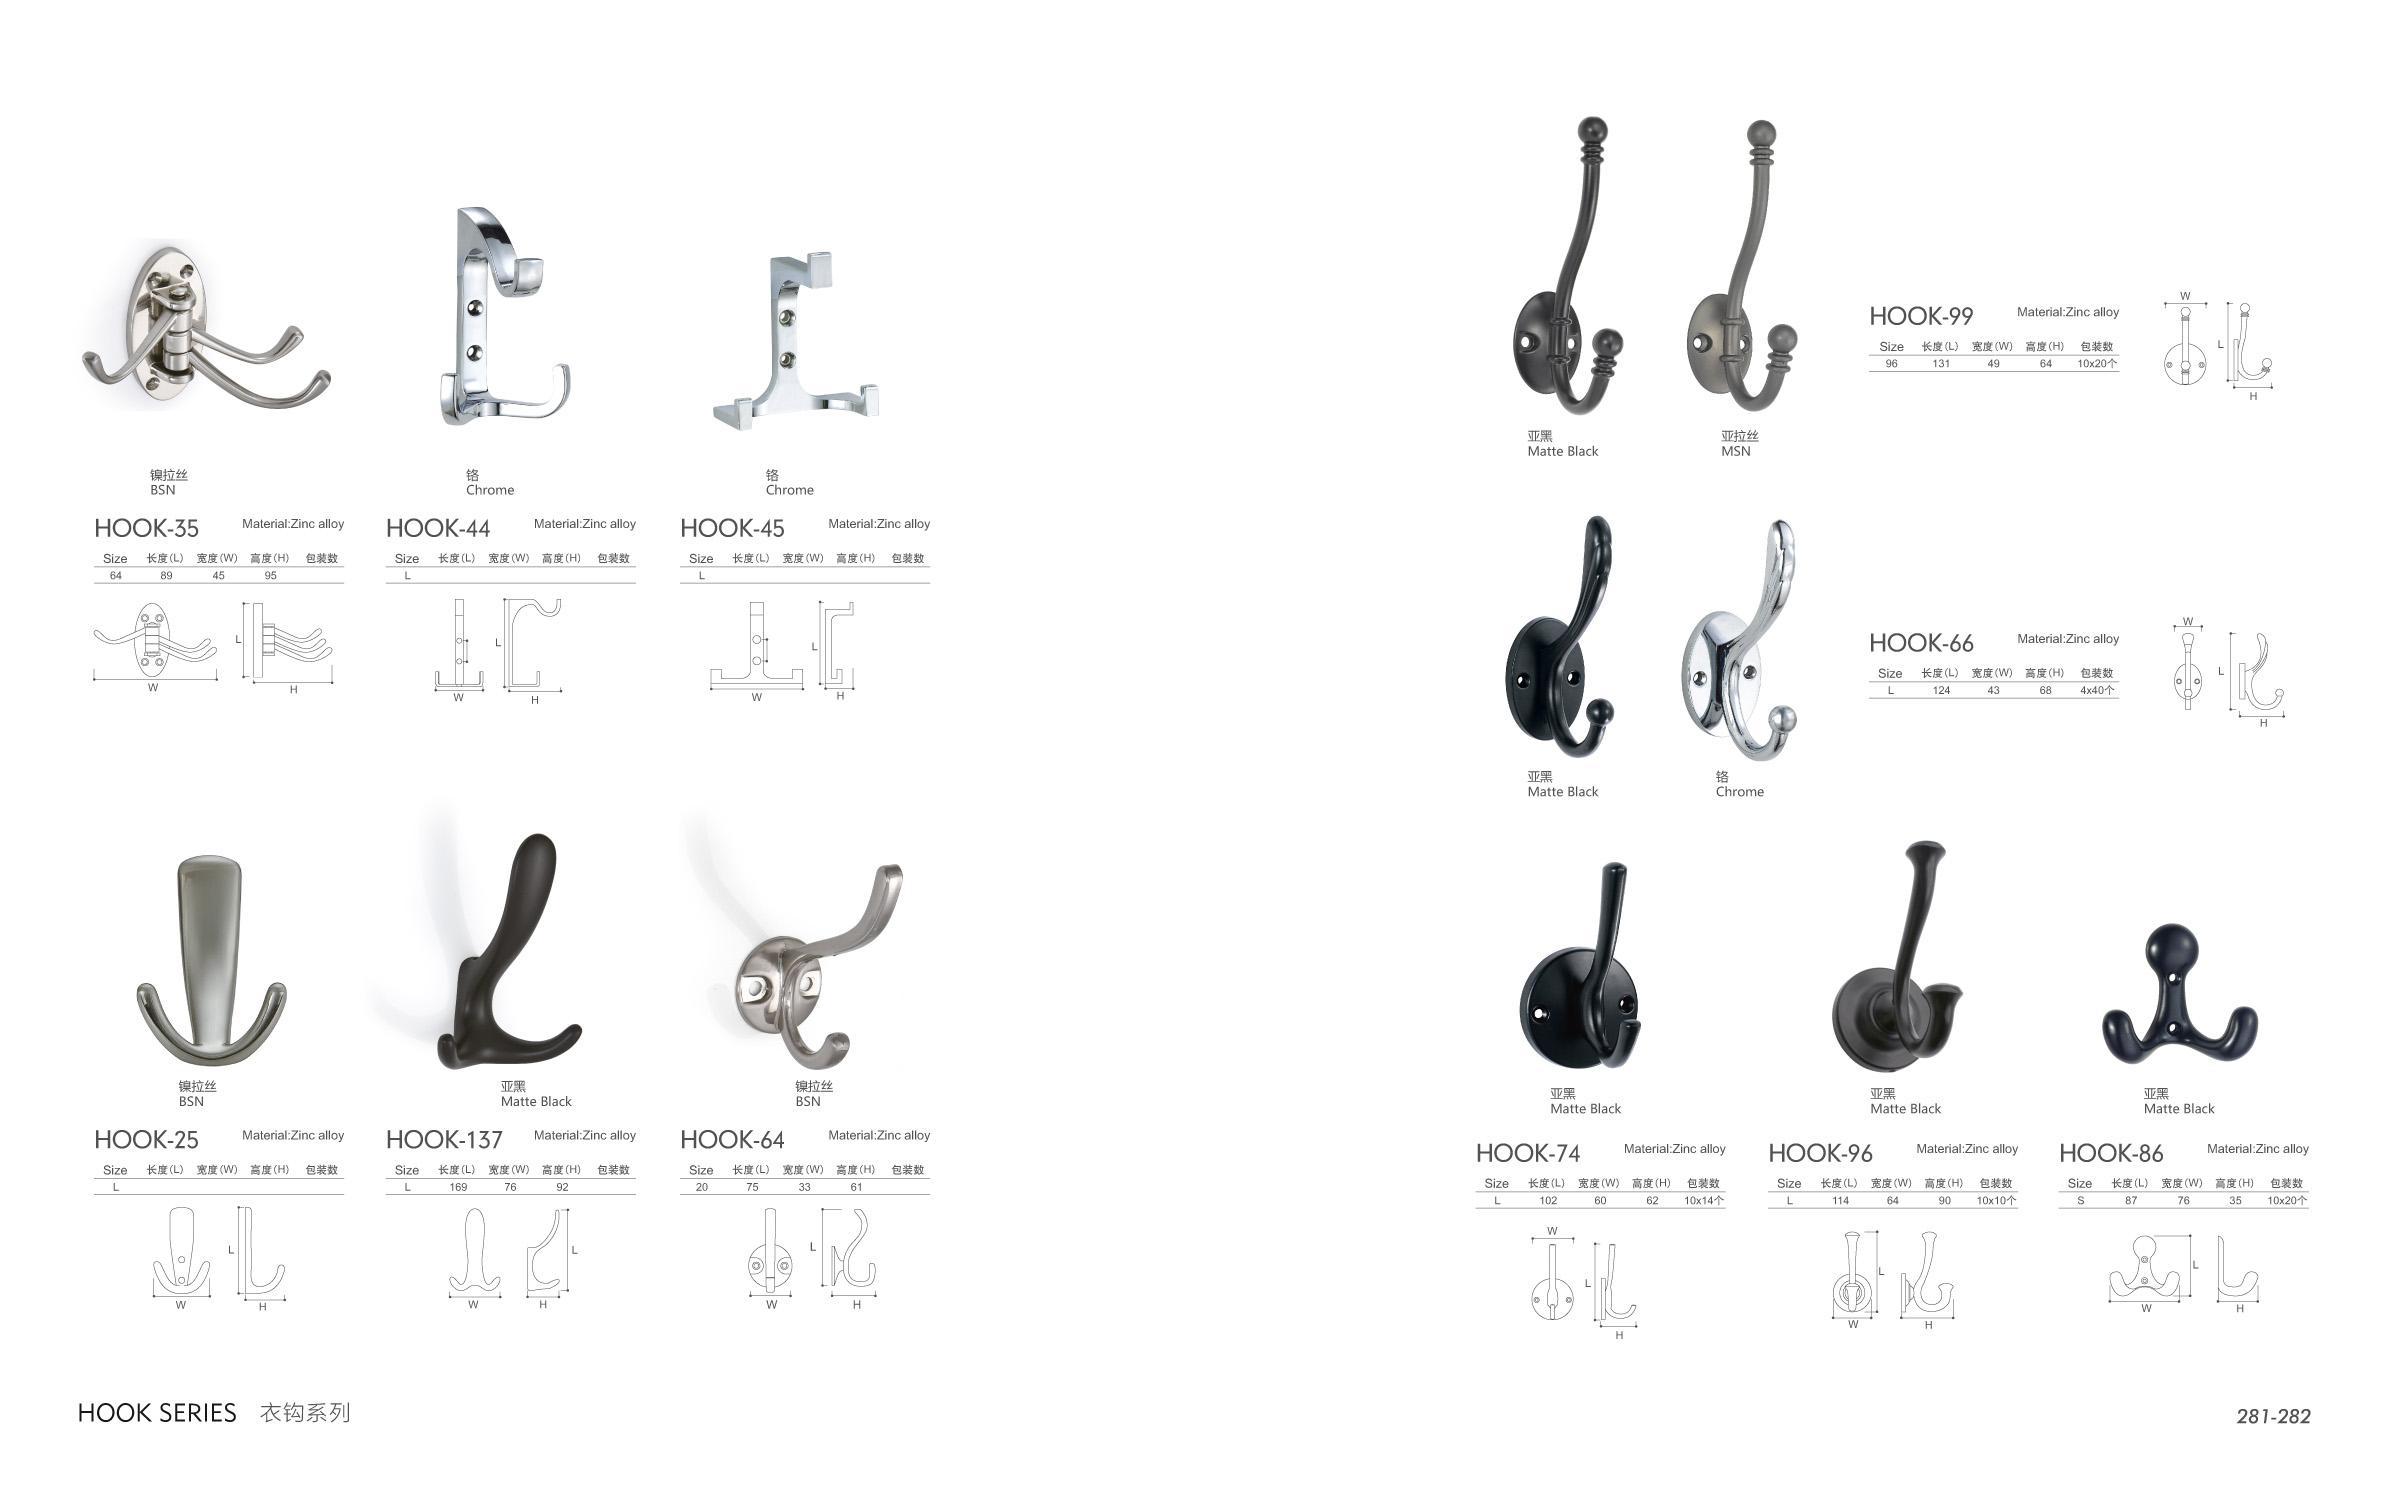 镍拉丝
BSN
铬
Chrome
铬
Chrome
HOOK-35 Material:Zinc alloy
Size 长度(L) 宽度(W) 高度(H) 包装数
64 89 45 95
L
W
H
HOOK-44 Material:Zinc alloy
Size 长度(L) 宽度(W) 高度(H) 包装数
L
L
W
H
HOOK-45 Material:Zinc alloy
Size 长度(L) 宽度(W) 高度(H) 包装数
L
L
W
H
镍拉丝
BSN
亚黑
Matte Black
镍拉丝
BSN
HOOK-25 Material:Zinc alloy
Size 长度(L) 宽度(W) 高度(H) 包装数
L
L
W
H
HOOK-137 Material:Zinc alloy
Size 长度(L) 宽度(W) 高度(H) 包装数
L 169 76 92
L
W
H
HOOK-64 Material:Zinc alloy
Size 长度(L) 宽度(W) 高度(H) 包装数
20 75 33 61
L
W
H
亚黑
Matte Black
亚拉丝
MSN
HOOK-99 Material:Zinc alloy
Size 长度(L) 宽度(W) 高度(H) 包装数
96 131 49 64 10x20个
W
L
H
亚黑
Matte Black
铬
Chrome
HOOK-66 Material:Zinc alloy
Size 长度(L) 宽度(W) 高度(H) 包装数
L 124 43 68 4x40个
W
L
H
亚黑
Matte Black
亚黑
Matte Black
亚黑
Matte Black
HOOK-74 Material:Zinc alloy
Size 长度(L) 宽度(W) 高度(H) 包装数
L 102 60 62 10x14个
W
L
H
HOOK-96 Material:Zinc alloy
Size 长度(L) 宽度(W) 高度(H) 包装数
L 114 64 90 10x10个
L
W
H
HOOK-86 Material:Zinc alloy
Size 长度(L) 宽度(W) 高度(H) 包装数
S 87 76 35 10x20个
L
W
H
HOOK SERIES 衣钩系列
281-282